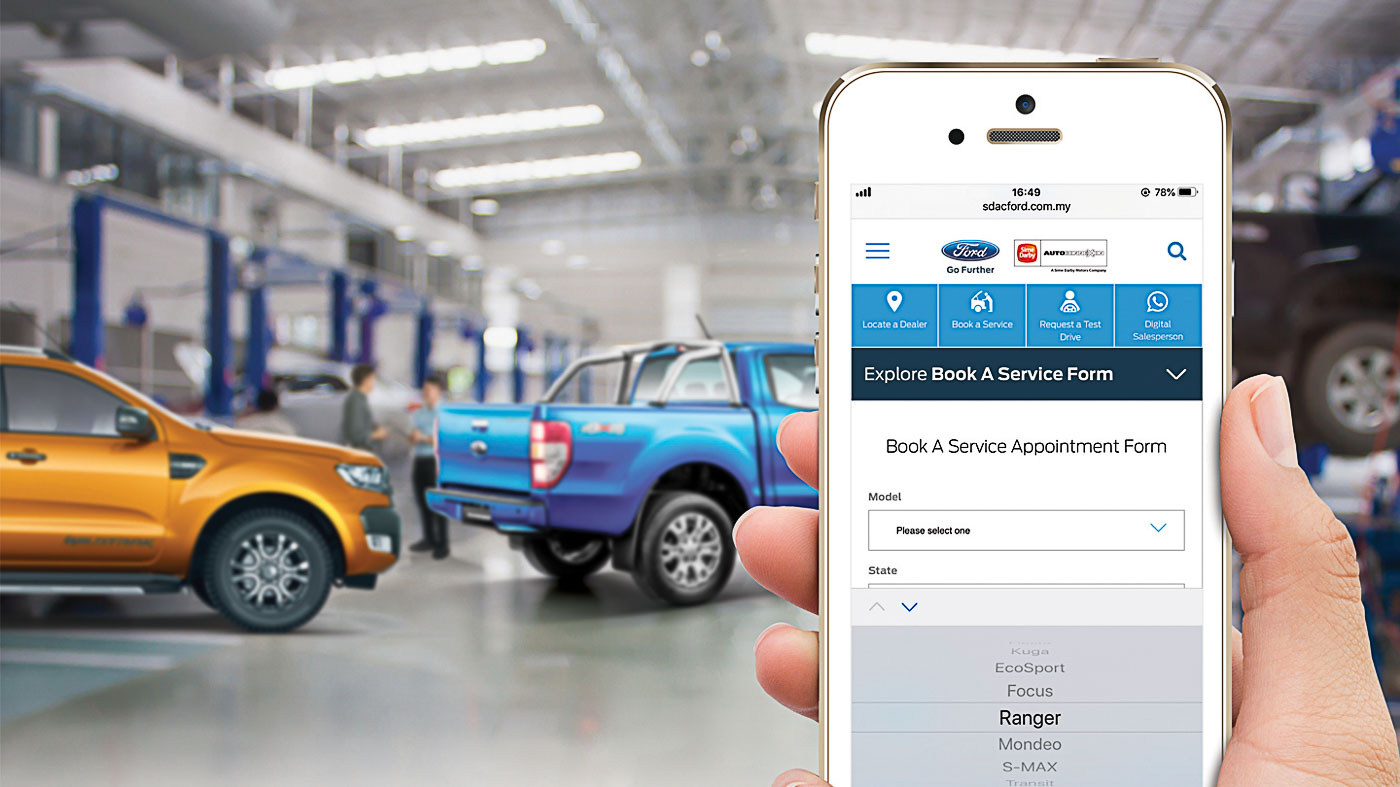 16:49
78%
sdacford.com.my
Ford
Go Further
Sime
Darby
AUTO
A Sime Darby Motors Company
Locate a Dealer
Book a Service
Request a Test
Drive
Digital
Salesperson
Explore Book A Service Form
Book A Service Appointment Form
Model
Please select one
State
Kuga
EcoSport
Focus
Ranger
Mondeo
S-MAX
Transit
4x4
WILDTRAK